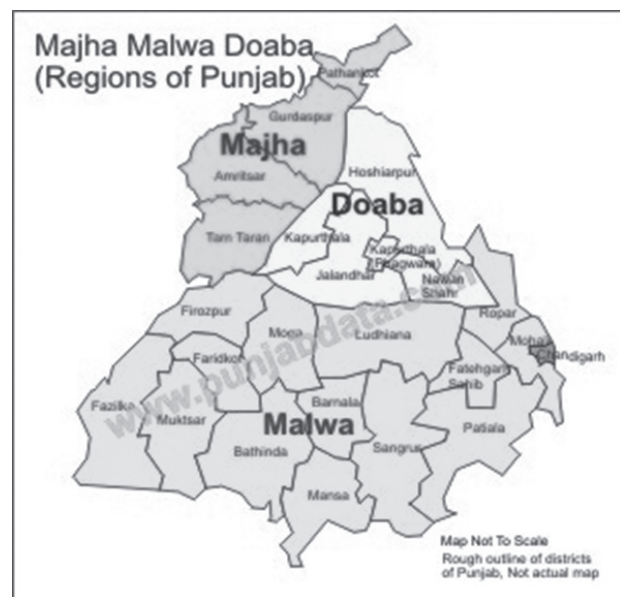 Majha Malwa Doaba
(Regions of Punjab)
Pathankot
Gurdaspur
Majha
Amritsar
Hoshiarpur
Doaba
Tarn Taran
Kapurthala
Kapurthala
(Phagwara)
Jalandhar
Nawan
Shahr
Firozpur
Moga
Ludhiana
Ropar
Mohali
Chandigarh
Faridkot
Fatehgarh
Sahib
Fazilka
Muktsar
Barnala
Malwa
Bathinda
Sangrur
Patiala
Mansa
www.punjabdata.com
Map Not To Scale
Rough outline of districts
of Punjab, Not actual map